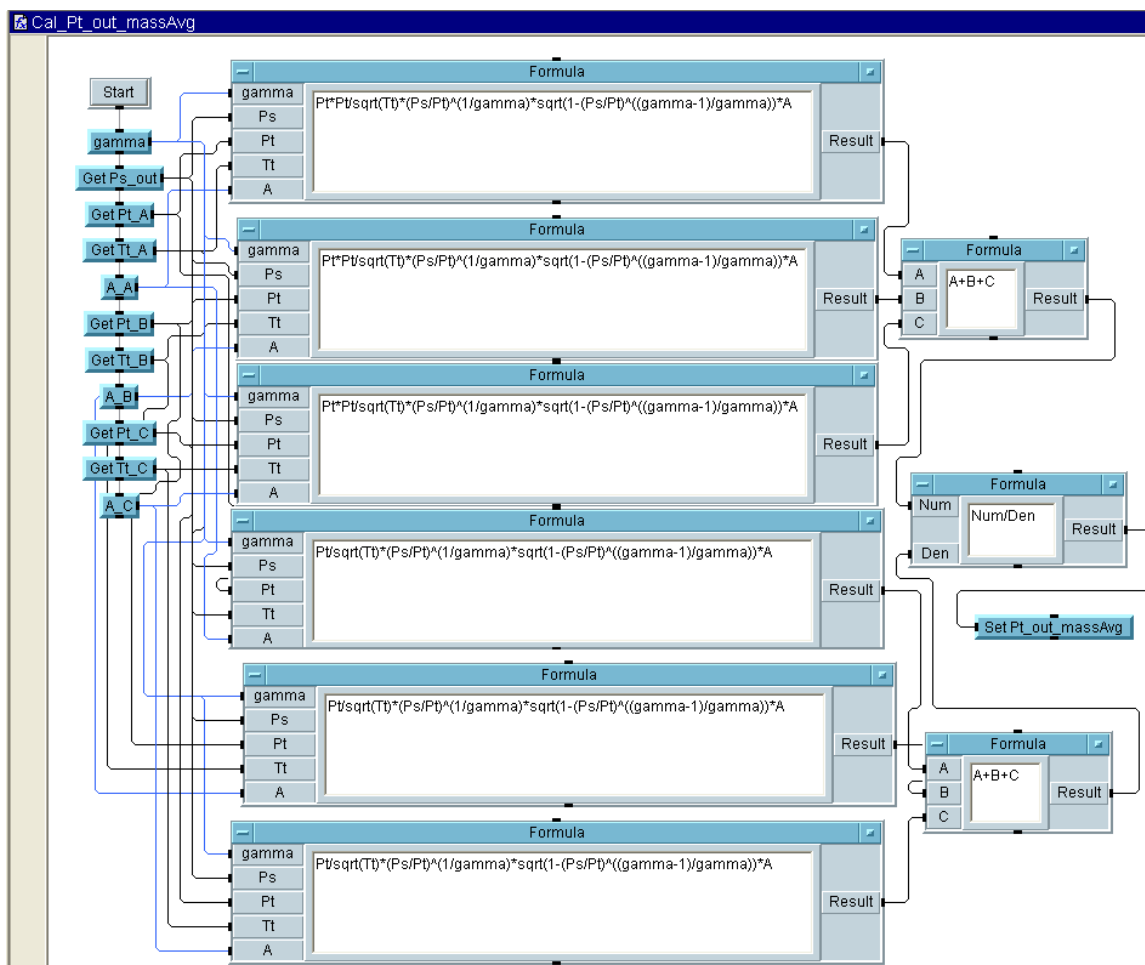 Cal_Pt_out_massAvg
Start
gamma
Get Ps_out
Get Pt_A
Get Tt_A
A_A
Get Pt_B
Get Tt_B
A_B
Get Pt_C
Get Tt_C
A_C
Formula
gamma
Ps
Pt
Tt
A
Pt*Pt/sqrt(Tt)*(Ps/Pt)^(1/gamma)*sqrt(1-(Ps/Pt)^((gamma-1)/gamma))*A
Result
Formula
gamma
Ps
Pt
Tt
A
Pt*Pt/sqrt(Tt)*(Ps/Pt)^(1/gamma)*sqrt(1-(Ps/Pt)^((gamma-1)/gamma))*A
Result
Formula
gamma
Ps
Pt
Tt
A
Pt*Pt/sqrt(Tt)*(Ps/Pt)^(1/gamma)*sqrt(1-(Ps/Pt)^((gamma-1)/gamma))*A
Result
Formula
gamma
Ps
Pt
Tt
A
Pt/sqrt(Tt)*(Ps/Pt)^(1/gamma)*sqrt(1-(Ps/Pt)^((gamma-1)/gamma))*A
Result
Formula
gamma
Ps
Pt
Tt
A
Pt/sqrt(Tt)*(Ps/Pt)^(1/gamma)*sqrt(1-(Ps/Pt)^((gamma-1)/gamma))*A
Result
Formula
gamma
Ps
Pt
Tt
A
Pt/sqrt(Tt)*(Ps/Pt)^(1/gamma)*sqrt(1-(Ps/Pt)^((gamma-1)/gamma))*A
Result
Formula
A
B
C
A+B+C
Result
Formula
Num
Den
Num/Den
Result
Set Pt_out_massAvg
Formula
A
B
C
A+B+C
Result